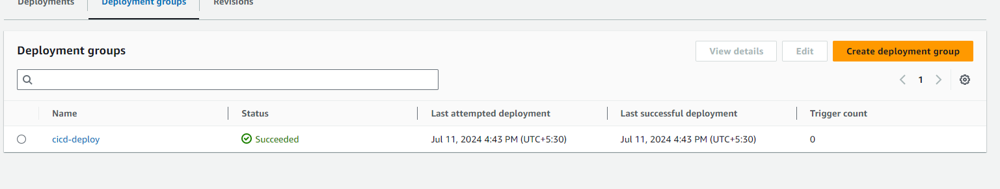 Deployments Deployment groups Revisions
Deployment groups View details Edit Create deployment group
1
Name Status Last attempted deployment Last successful deployment Trigger count
cicd-deploy Succeeded Jul 11, 2024 4:43 PM (UTC+5:30) Jul 11, 2024 4:43 PM (UTC+5:30) 0